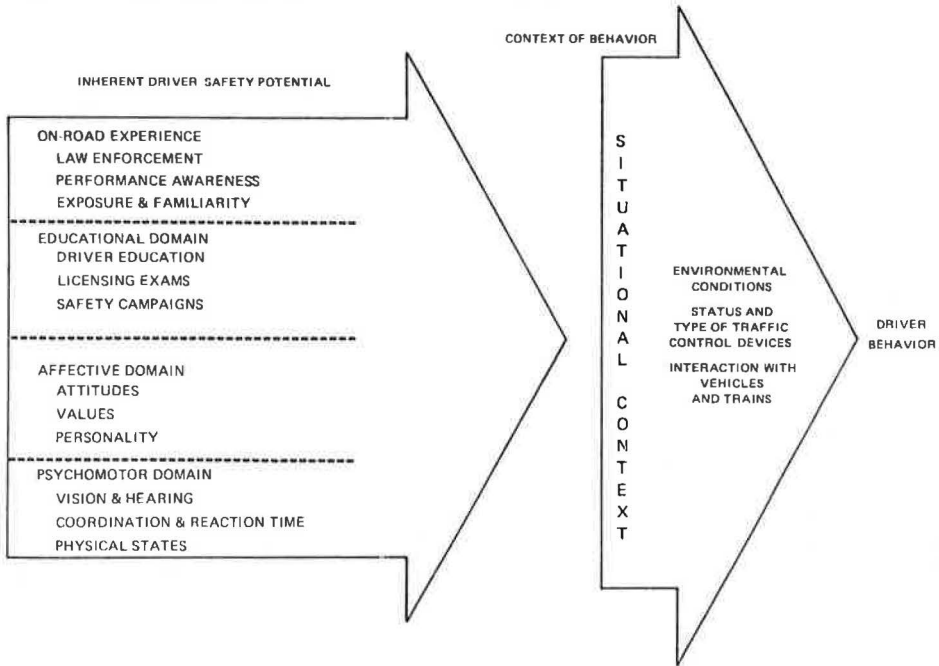 CONTEXT OF BEHAVIOR
INHERENT DRIVER SAFETY POTENTIAL
ON-ROAD EXPERIENCE
LAW ENFORCEMENT
PERFORMANCE AWARENESS
EXPOSURE & FAMILIARITY
EDUCATIONAL DOMAIN
DRIVER EDUCATION
LICENSING EXAMS
SAFETY CAMPAIGNS
AFFECTIVE DOMAIN
ATTITUDES
VALUES
PERSONALITY
PSYCHOMOTOR DOMAIN
VISION & HEARING
COORDINATION & REACTION TIME
PHYSICAL STATES
SITUATIONAL CONTEXT
ENVIRONMENTAL
CONDITIONS
STATUS AND
TYPE OF TRAFFIC
CONTROL DEVICES
INTERACTION WITH
VEHICLES
AND TRAINS
DRIVER
BEHAVIOR